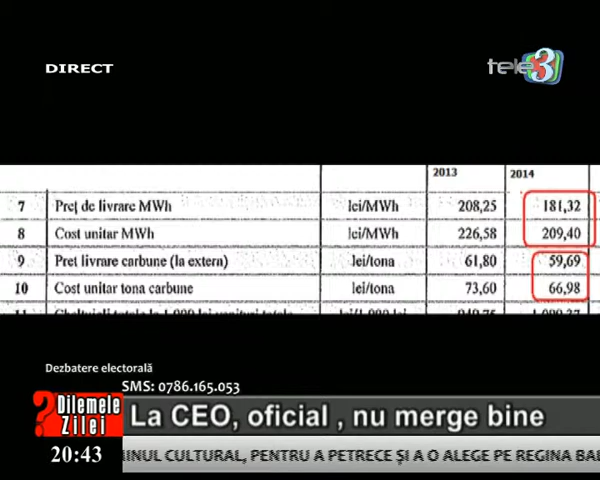 DIRECT
tele3
2013 2014
7 Preţ de livrare MWh lei/MWh 208,25 181,32
8 Cost unitar MWh lei/MWh 226,58 209,40
9 Pret livrare carbune (la extern) lei/tona 61,80 59,69
10 Cost unitar tona carbune lei/tona 73,60 66,98
Dezbatere electorală
SMS: 0786.165.053
? Dilemele
Zilei
La CEO, oficial , nu merge bine
20:43
INUL CULTURAL, PENTRU A PETRECE ȘI A O ALEGE PE REGINA BAL